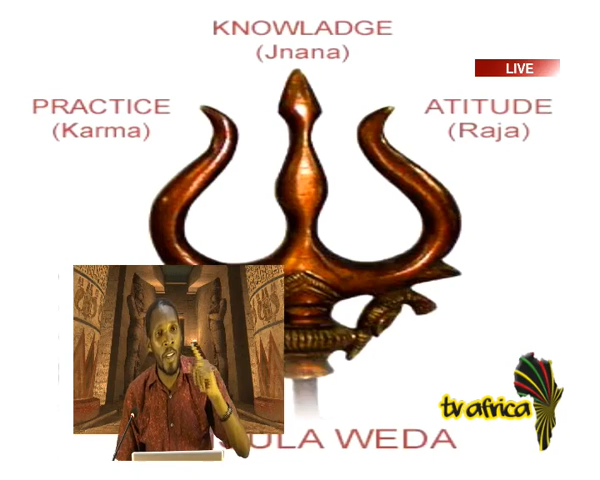 KNOWLADGE
(Jnana)
LIVE
PRACTICE
(Karma)
ATITUDE
(Raja)
tv africa
ULA WEDA